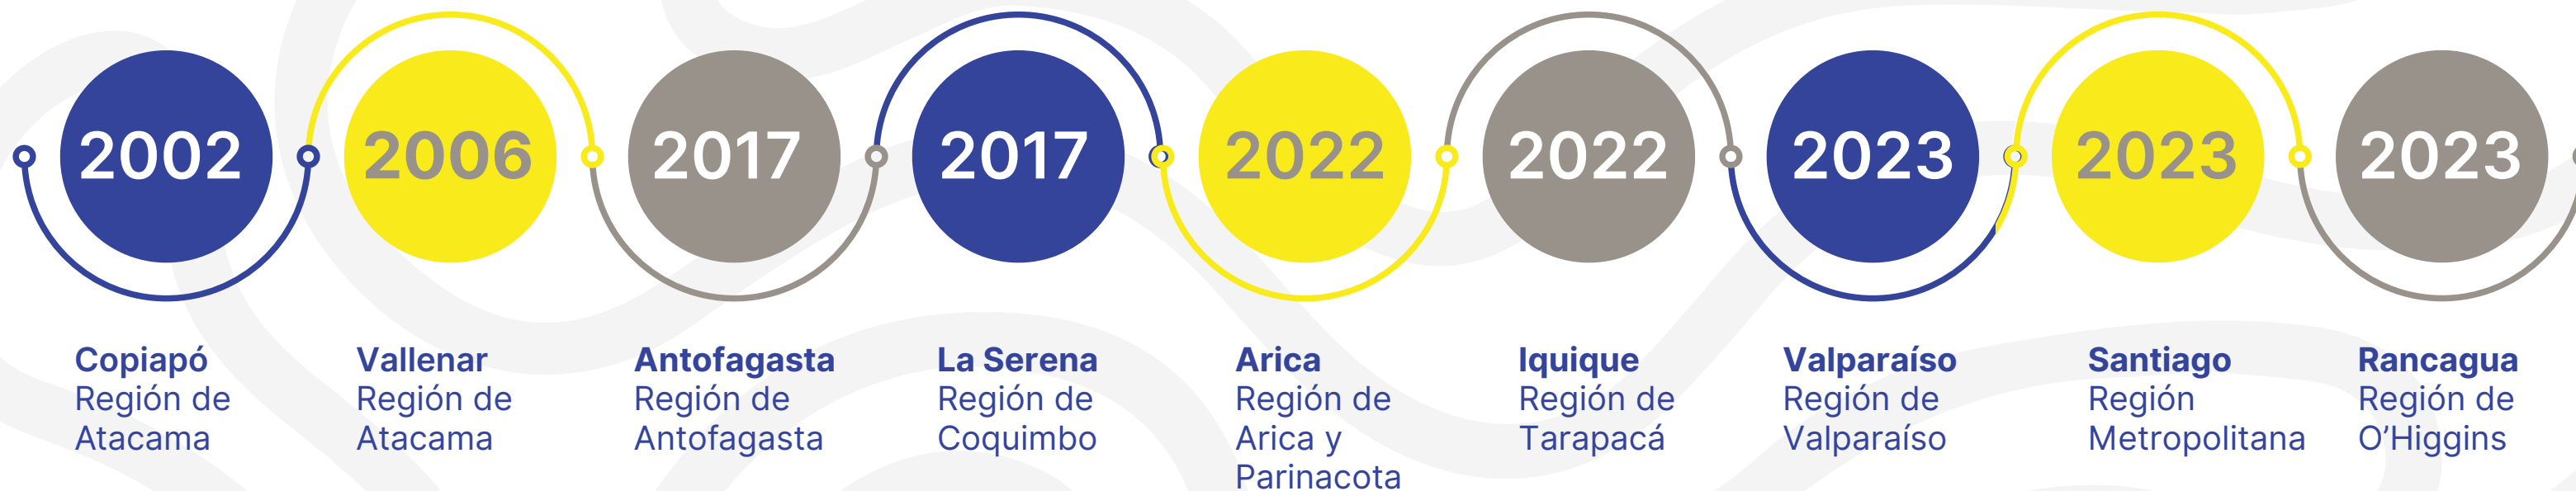 2002
2006
2017
2017
2022
2022
2023
2023
2023
Copiapó
Región de
Atacama
Vallenar
Región de
Atacama
Antofagasta
Región de
Antofagasta
La Serena
Región de
Coquimbo
Arica
Región de
Arica y
Parinacota
Iquique
Región de
Tarapacá
Valparaíso
Región de
Valparaíso
Santiago
Región
Metropolitana
Rancagua
Región de
O’Higgins